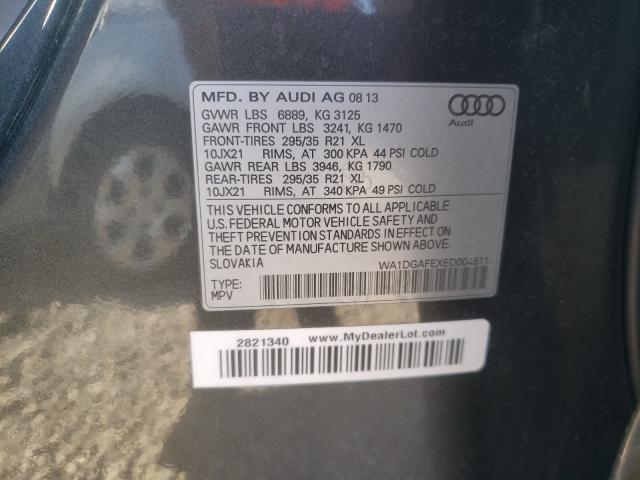 MFD. BY AUDI AG 08 13
GVWR LBS 6889, KG 3125
GAWR FRONT LBS 3241, KG 1470
FRONT-TIRES 295/35 R21 XL
10JX21 RIMS, AT 300 KPA 44 PSI COLD
GAWR REAR LBS 3946, KG 1790
REAR-TIRES 295/35 R21 XL
10JX21 RIMS, AT 340 KPA 49 PSI COLD
Audi
THIS VEHICLE CONFORMS TO ALL APPLICABLE
U.S. FEDERAL MOTOR VEHICLE SAFETY AND
THEFT PREVENTION STANDARDS IN EFFECT ON
THE DATE OF MANUFACTURE SHOWN ABOVE.
SLOVAKIA
WA1DGAFEXED004511
TYPE:
MPV
2821340 www.MyDealerLot.com